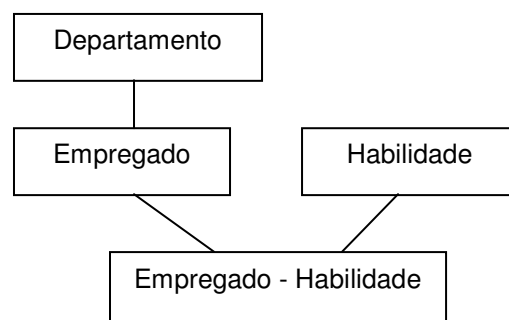 Departamento
Empregado
Habilidade
Empregado - Habilidade